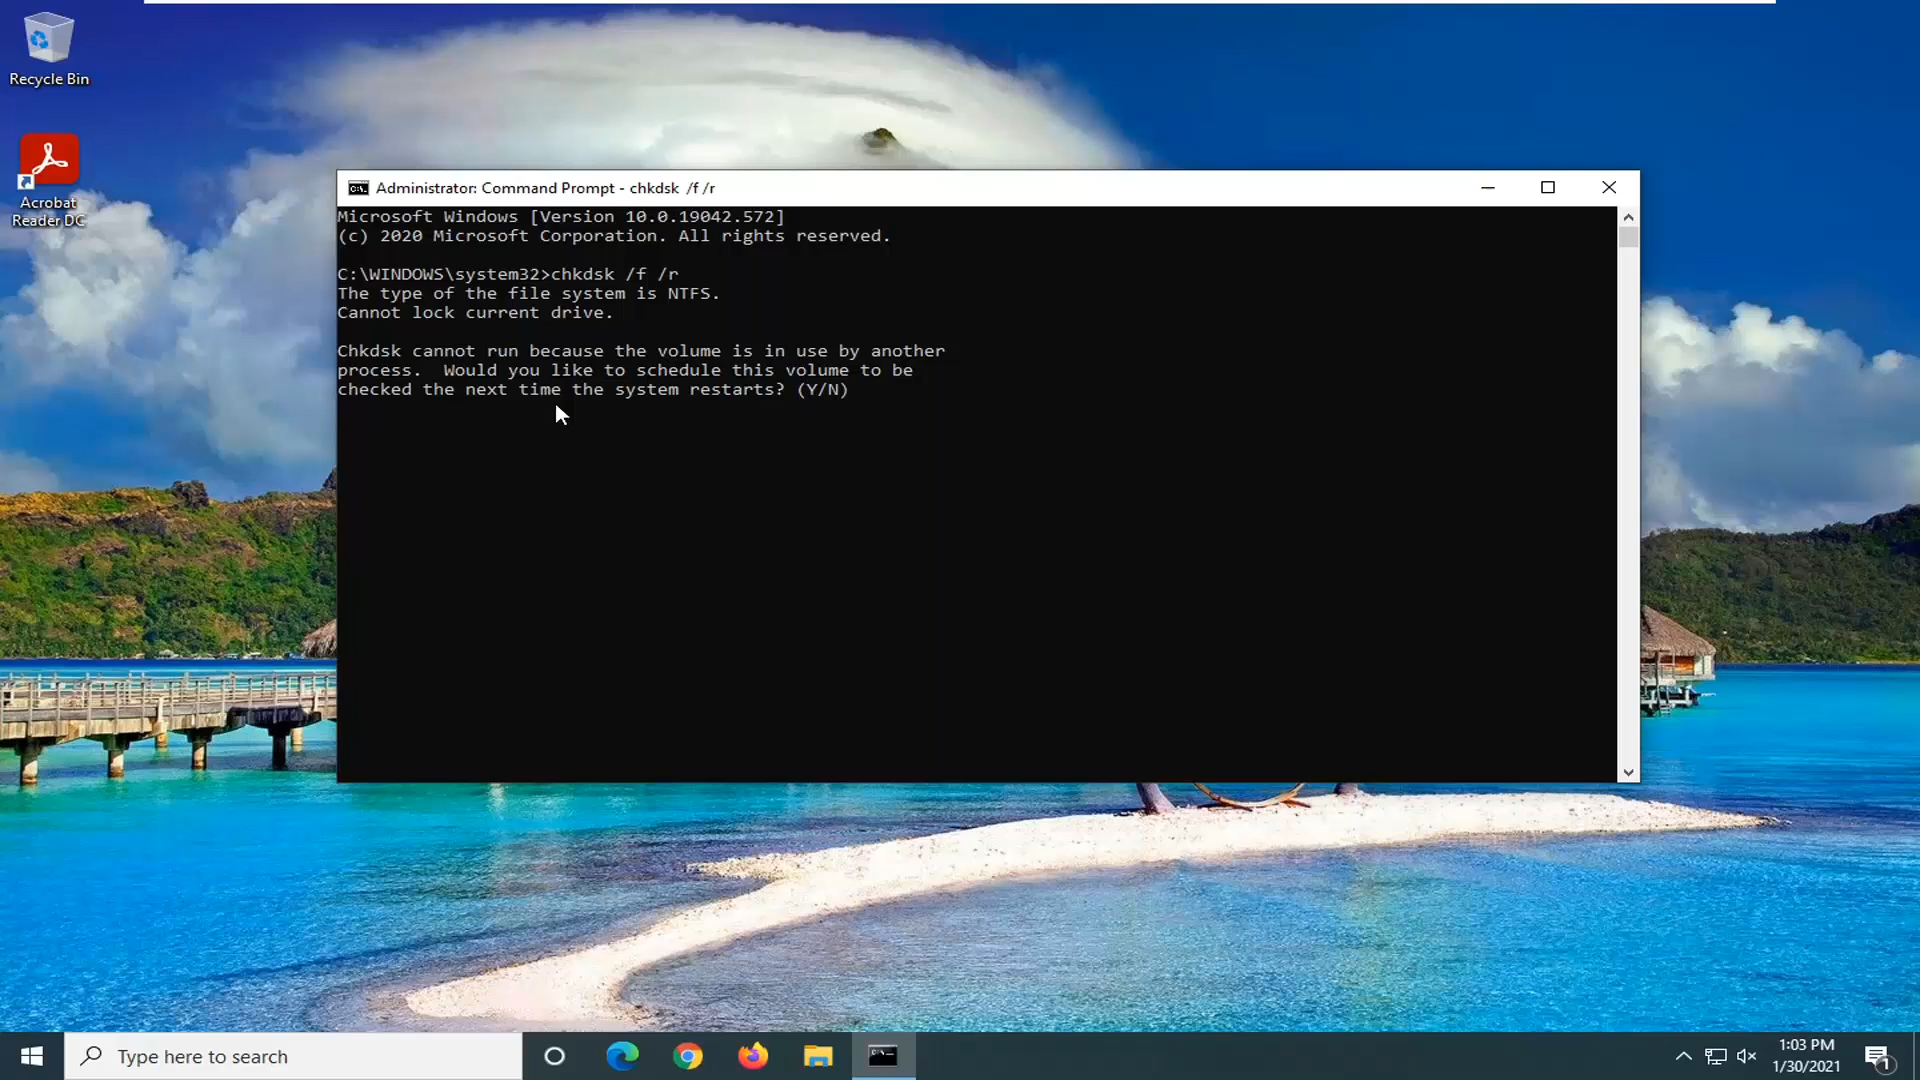 Recycle Bin
Acrobat
Reader DC
Administrator: Command Prompt - chkdsk /f /r
Microsoft Windows [Version 10.0.19042.572]
(c) 2020 Microsoft Corporation. All rights reserved.
C:\WINDOWS\system32>chkdsk /f /r
The type of the file system is NTFS.
Cannot lock current drive.
Chkdsk cannot run because the volume is in use by another
process.  Would you like to schedule this volume to be
checked the next time the system restarts? (Y/N)
Type here to search
1:03 PM
1/30/2021
1